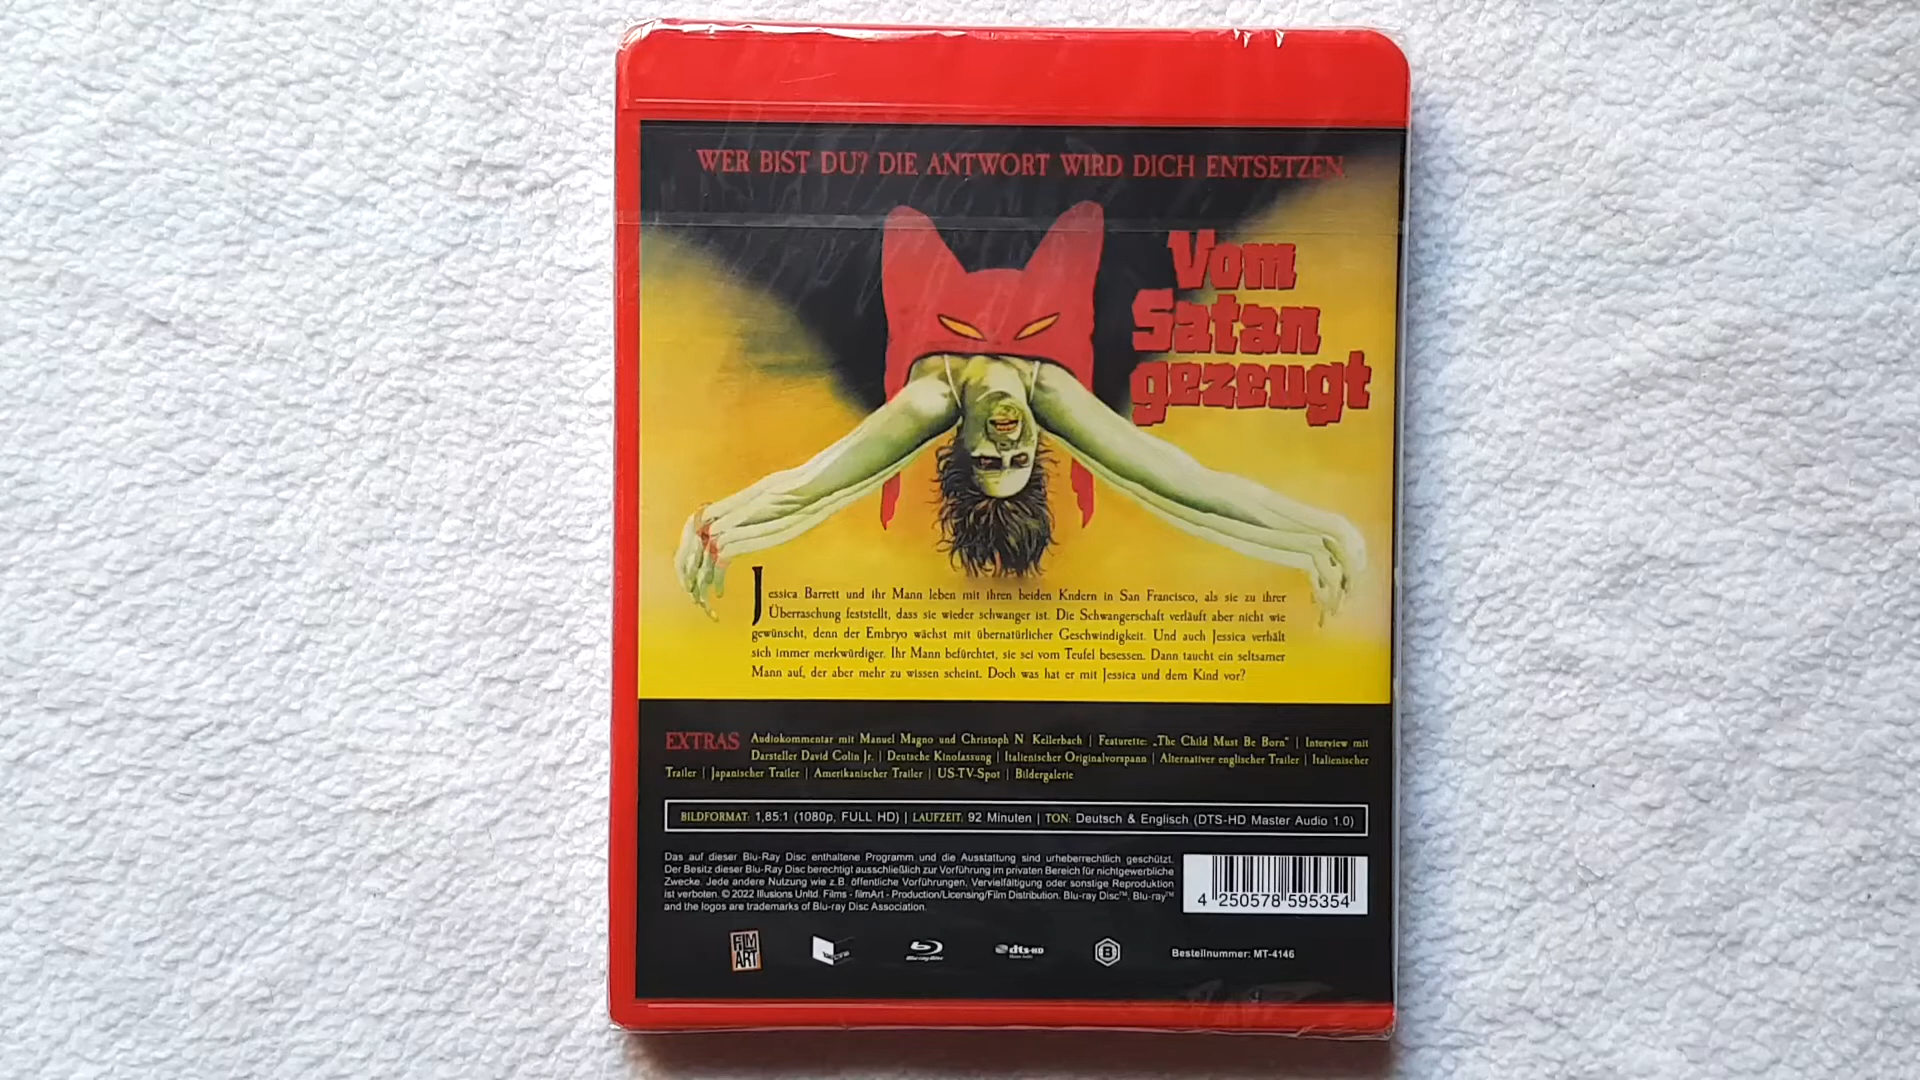 WER BIST DU? DIE ANTWORT WIRD DICH ENTSETZEN.
Vom
Satan
gezeugt
Jessica Barrett und ihr Mann leben mit ihren beiden Kndern in San Francisco, als sie zu ihrer
Überraschung feststellt, dass sie wieder schwanger ist. Die Schwangerschaft verläuft aber nicht wie
gewünscht, denn der Embryo wächst mit übernatürlicher Geschwindigkeit. Und auch Jessica verhält
sich immer merkwürdiger. Ihr Mann befürchtet, sie sei vom Teufel besessen. Dann taucht ein seltsamer
Mann auf, der aber mehr zu wissen scheint. Doch was hat er mit Jessica und dem Kind vor?
EXTRAS Audiokommentar mit Manuel Magno und Christoph N. Kellerbach | Featurette: „The Child Must Be Born" | Interview mit
Darsteller David Colin Jr. | Deutsche Kinofassung | Italienischer Originalvorspann | Alternativer englischer Trailer | Italienischer
Trailer | Japanischer Trailer | Amerikanischer Trailer | US-TV-Spot | Bildergalerie
BILDFORMAT: 1,85:1 (1080p, FULL HD) | LAUFZEIT: 92 Minuten | TON: Deutsch & Englisch (DTS-HD Master Audio 1.0)
Das auf dieser Blu-Ray Disc enthaltene Programm und die Ausstattung sind urheberrechtlich geschützt.
Der Besitz dieser Blu-Ray Disc berechtigt ausschließlich zur Vorführung im privaten Bereich für nichtgewerbliche
Zwecke. Jede andere Nutzung wie z.B. öffentliche Vorführungen, Vervielfältigung oder sonstige Reproduktion
ist verboten. © 2022 Illusions Unltd. Films - filmArt - Production/Licensing/Film Distribution. Blu-ray Disc™, Blu-ray™
and the logos are trademarks of Blu-ray Disc Association.
4 250578 595354
FILM
ART
Blu-ray Disc
dts-HD
Master Audio
B
Bestellnummer: MT-4146